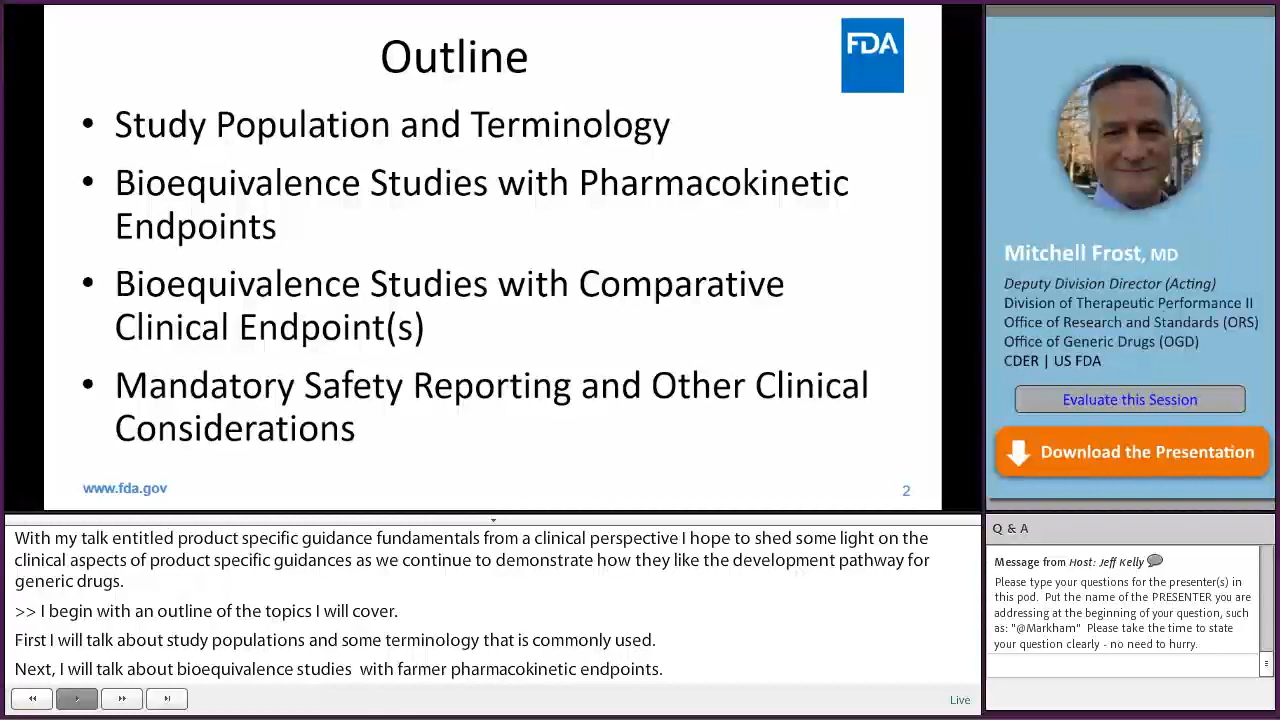 Outline
FDA
• Study Population and Terminology
• Bioequivalence Studies with Pharmacokinetic
Endpoints
• Bioequivalence Studies with Comparative
Clinical Endpoint(s)
• Mandatory Safety Reporting and Other Clinical
Considerations
www.fda.gov
2
Mitchell Frost, MD
Deputy Division Director (Acting)
Division of Therapeutic Performance II
Office of Research and Standards (ORS)
Office of Generic Drugs (OGD)
CDER | US FDA
Evaluate this Session
Download the Presentation
With my talk entitled product specific guidance fundamentals from a clinical perspective I hope to shed some light on the
clinical aspects of product specific guidances as we continue to demonstrate how they like the development pathway for
generic drugs.
>> I begin with an outline of the topics I will cover.
First I will talk about study populations and some terminology that is commonly used.
Next, I will talk about bioequivalence studies with farmer pharmacokinetic endpoints.
Live
Q & A
Message from Host: Jeff Kelly
Please type your questions for the presenter(s) in
this pod. Put the name of the PRESENTER you are
addressing at the beginning of your question, such
as: "@Markham" Please take the time to state
your question clearly - no need to hurry.